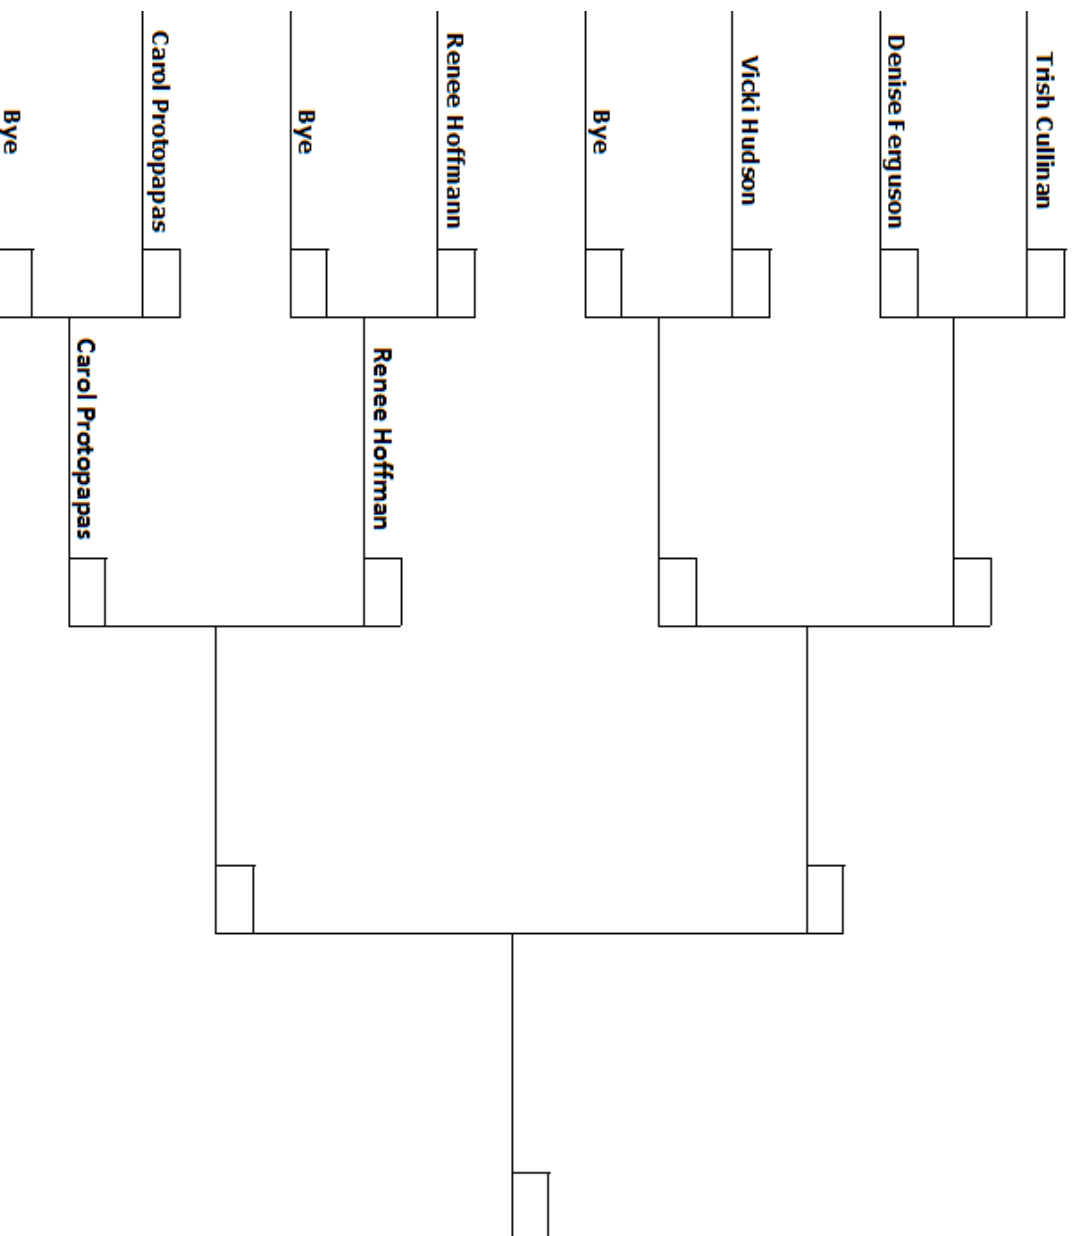 Trish Cullinan
Denise Ferguson
Vicki Hudson
Bye
Renee Hoffmann
Bye
Carol Protopapas
Bye
Renee Hoffman
Carol Protopapas